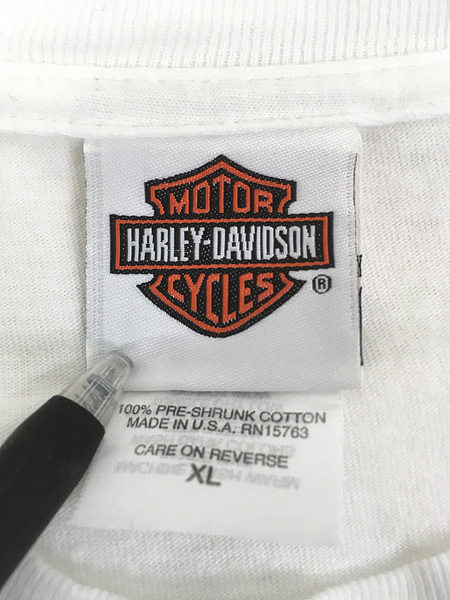 MOTOR
HARLEY-DAVIDSON
CYCLES
®
100% PRE-SHRUNK COTTON
MADE IN U.S.A. RN15763
CARE ON REVERSE
XL